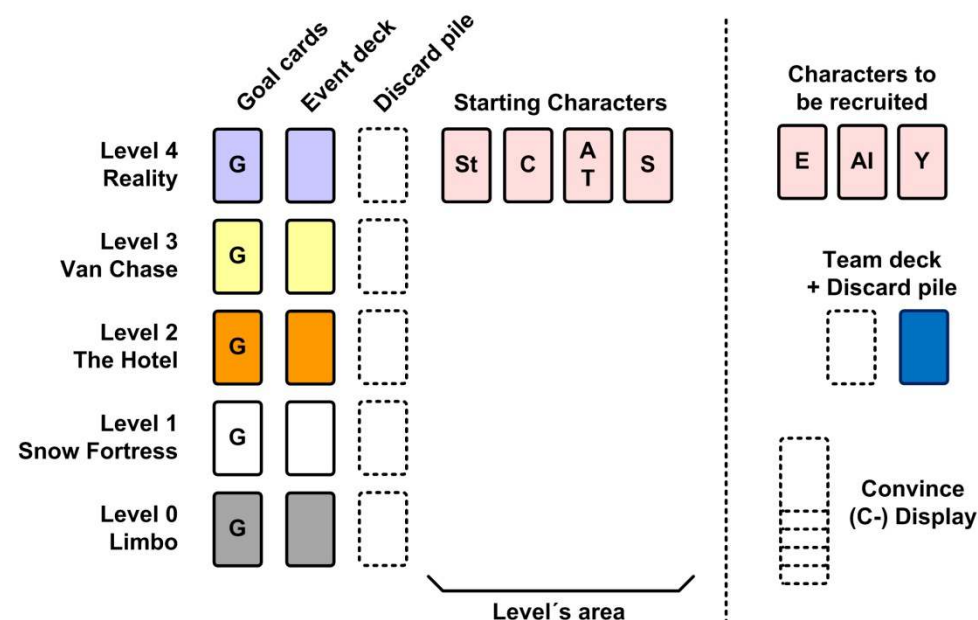 Goal cards
Event deck
Discard pile
Starting Characters
Characters to
be recruited
Level 4
Reality
G
St
C
A
T
S
E
AI
Y
Level 3
Van Chase
G
Team deck
+ Discard pile
Level 2
The Hotel
G
Level 1
Snow Fortress
G
Convince
(C-) Display
Level 0
Limbo
G
Level´s area